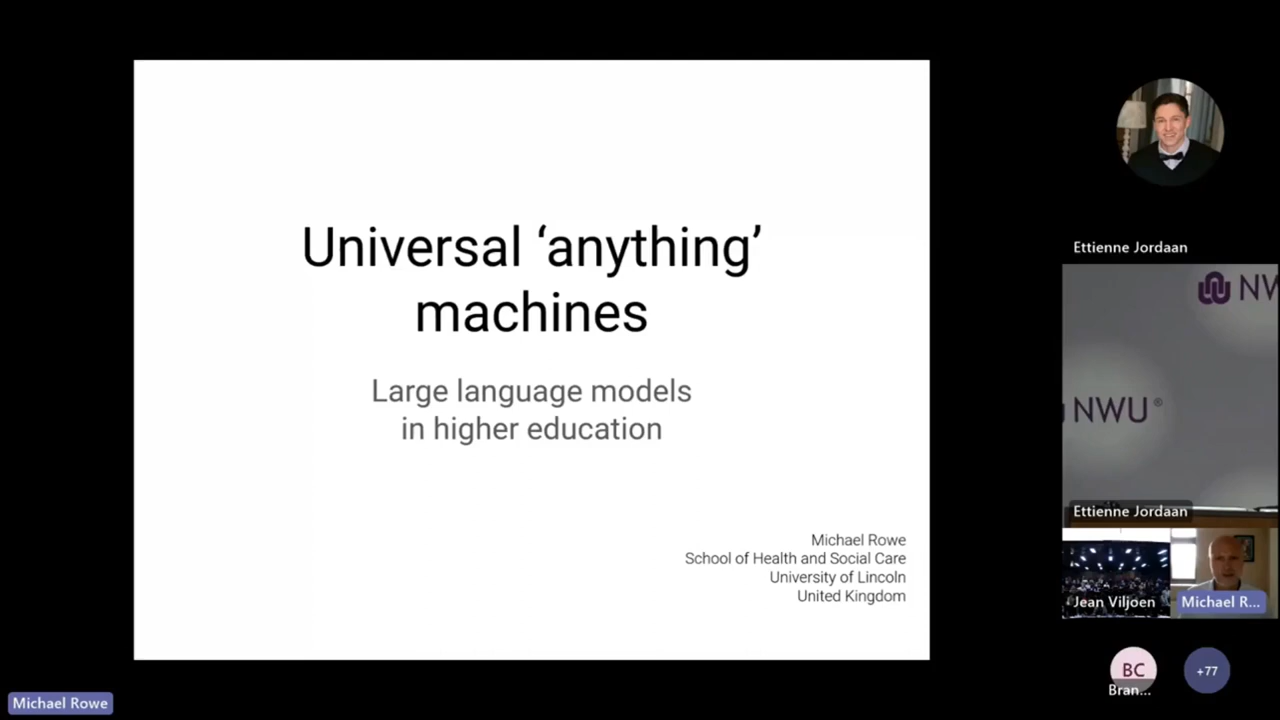 Universal ‘anything’
machines
Large language models
in higher education
Michael Rowe
School of Health and Social Care
University of Lincoln
United Kingdom
Ettienne Jordaan
NW
NWU®
Ettienne Jordaan
Jean Viljoen
Michael R...
BC
Bran...
+77
Michael Rowe